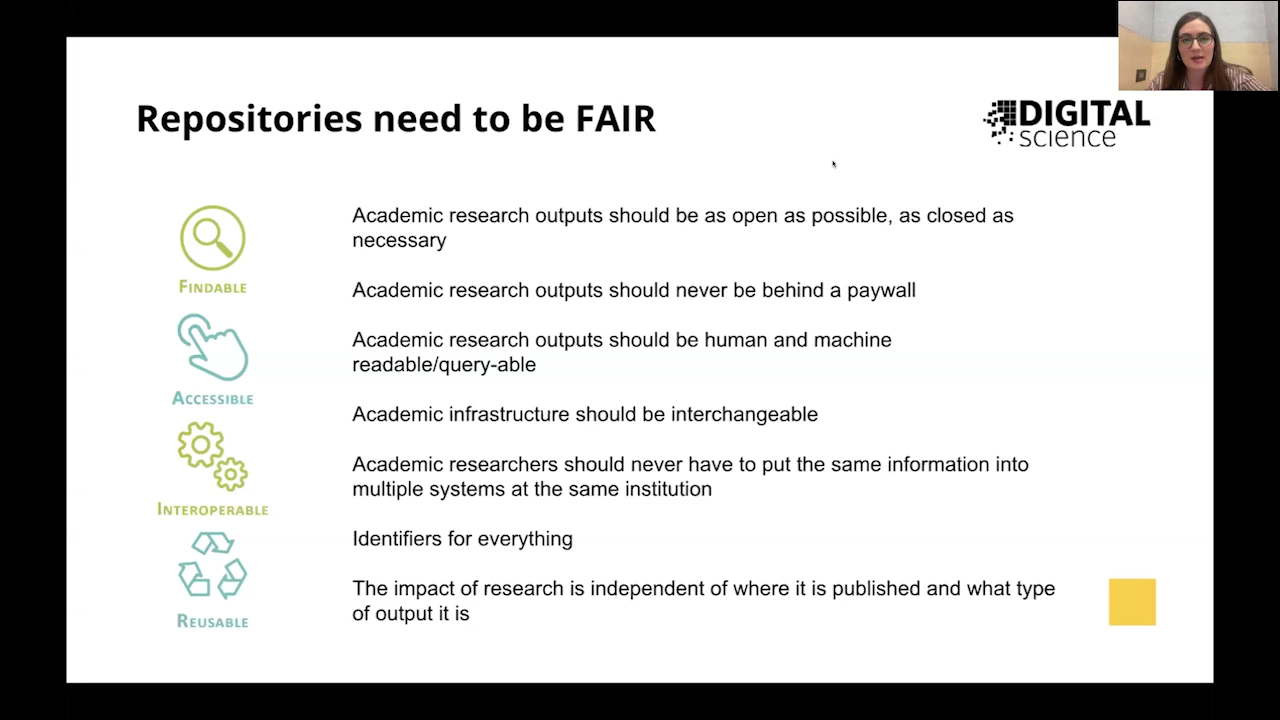 Repositories need to be FAIR
DIGITAL
science
FINDABLE
ACCESSIBLE
INTEROPERABLE
REUSABLE
Academic research outputs should be as open as possible, as closed as
necessary
Academic research outputs should never be behind a paywall
Academic research outputs should be human and machine
readable/query-able
Academic infrastructure should be interchangeable
Academic researchers should never have to put the same information into
multiple systems at the same institution
Identifiers for everything
The impact of research is independent of where it is published and what type
of output it is